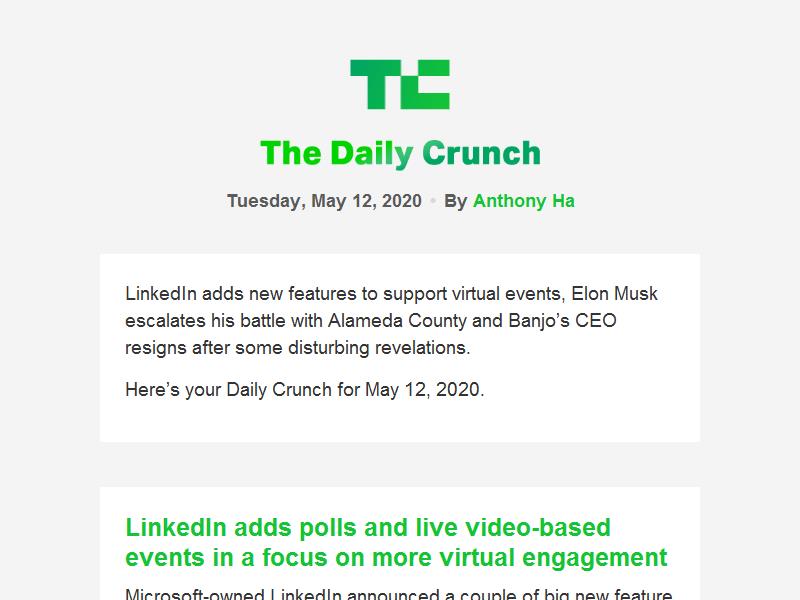 TC
The Daily Crunch
Tuesday, May 12, 2020 • By Anthony Ha
LinkedIn adds new features to support virtual events, Elon Musk
escalates his battle with Alameda County and Banjo’s CEO
resigns after some disturbing revelations.
Here’s your Daily Crunch for May 12, 2020.
LinkedIn adds polls and live video-based
events in a focus on more virtual engagement
Microsoft-owned LinkedIn announced a couple of big new feature